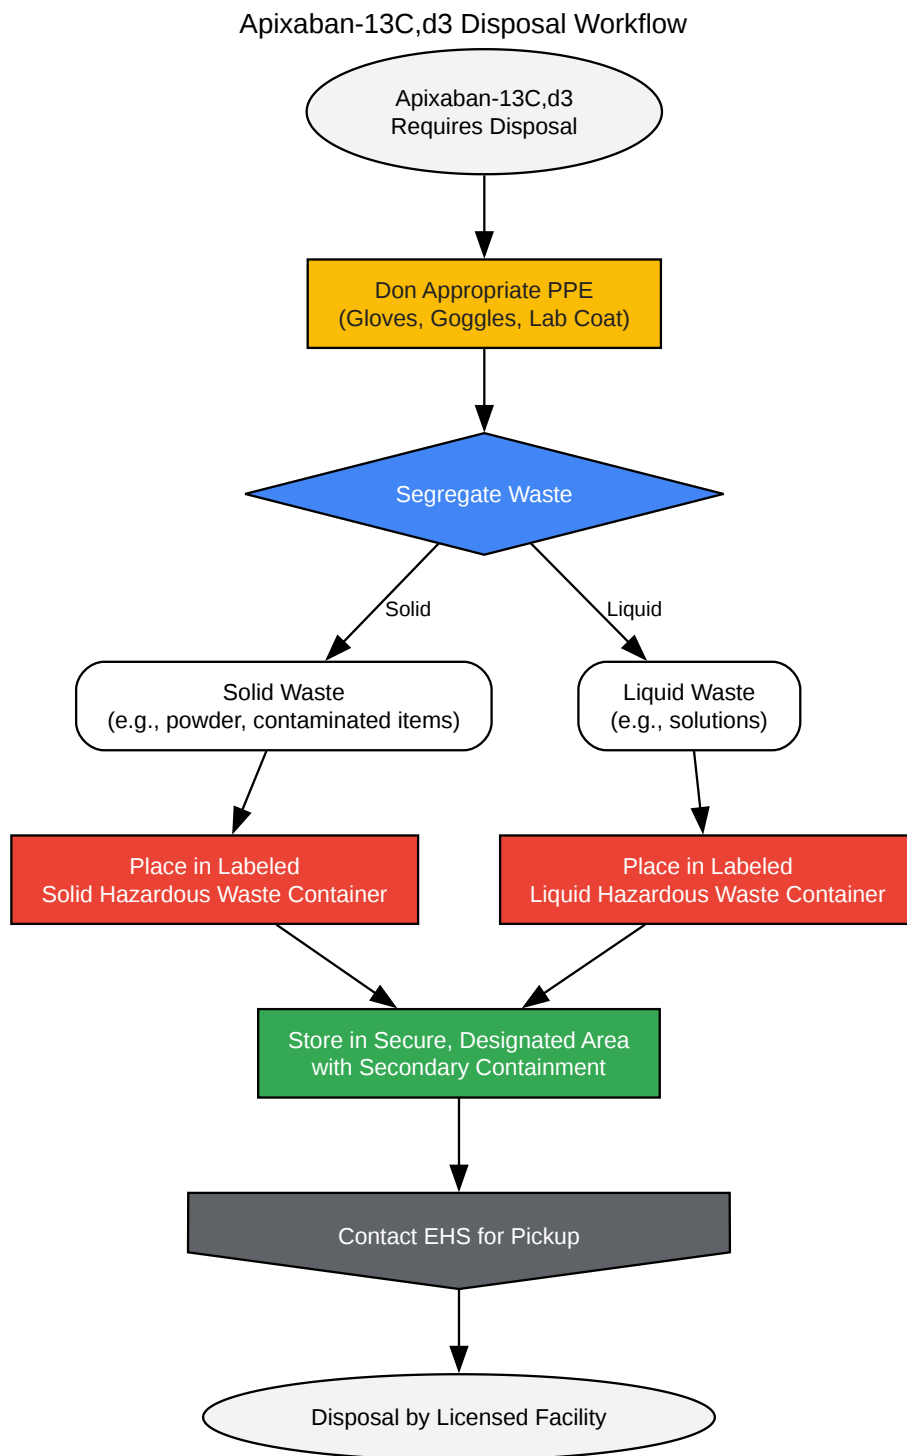 Apixaban-13C,d3 Disposal Workflow
Apixaban-13C,d3
Requires Disposal
Don Appropriate PPE
(Gloves, Goggles, Lab Coat)
Segregate Waste
Solid
Liquid
Solid Waste
(e.g., powder, contaminated items)
Liquid Waste
(e.g., solutions)
Place in Labeled
Solid Hazardous Waste Container
Place in Labeled
Liquid Hazardous Waste Container
Store in Secure, Designated Area
with Secondary Containment
Contact EHS for Pickup
Disposal by Licensed Facility